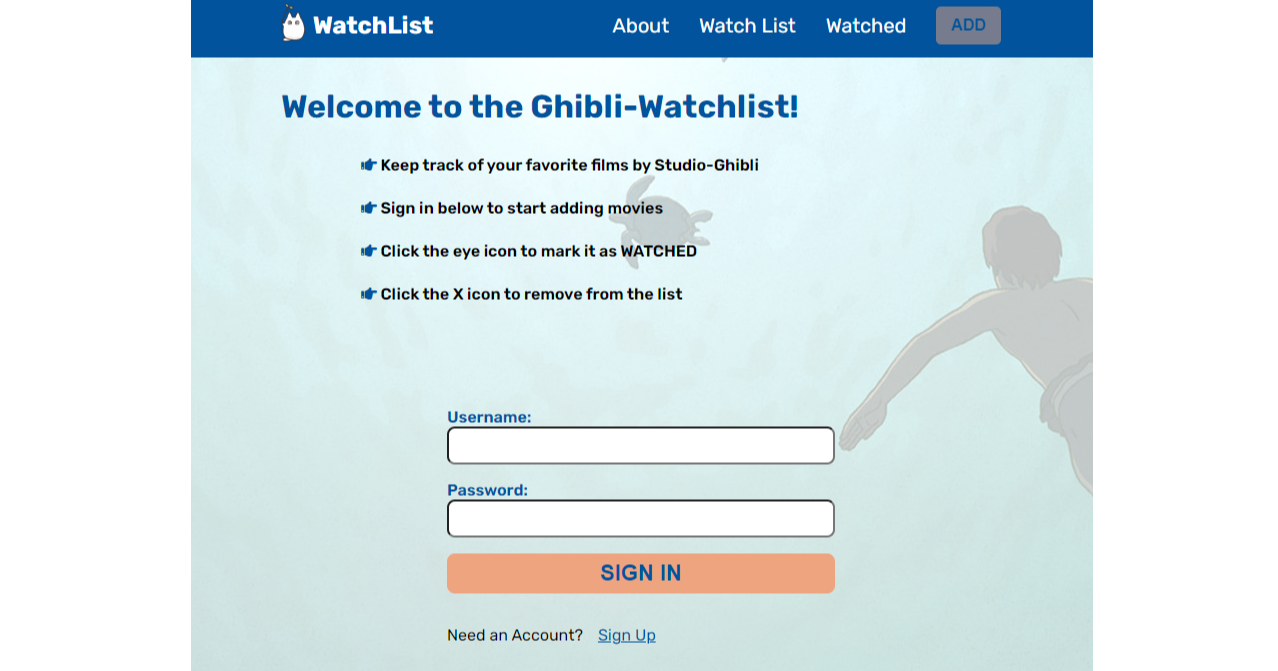 WatchList About Watch List Watched ADD
Welcome to the Ghibli-Watchlist!
Keep track of your favorite films by Studio-Ghibli
Sign in below to start adding movies
Click the eye icon to mark it as WATCHED
Click the X icon to remove from the list
Username:
Password:
SIGN IN
Need an Account? Sign Up